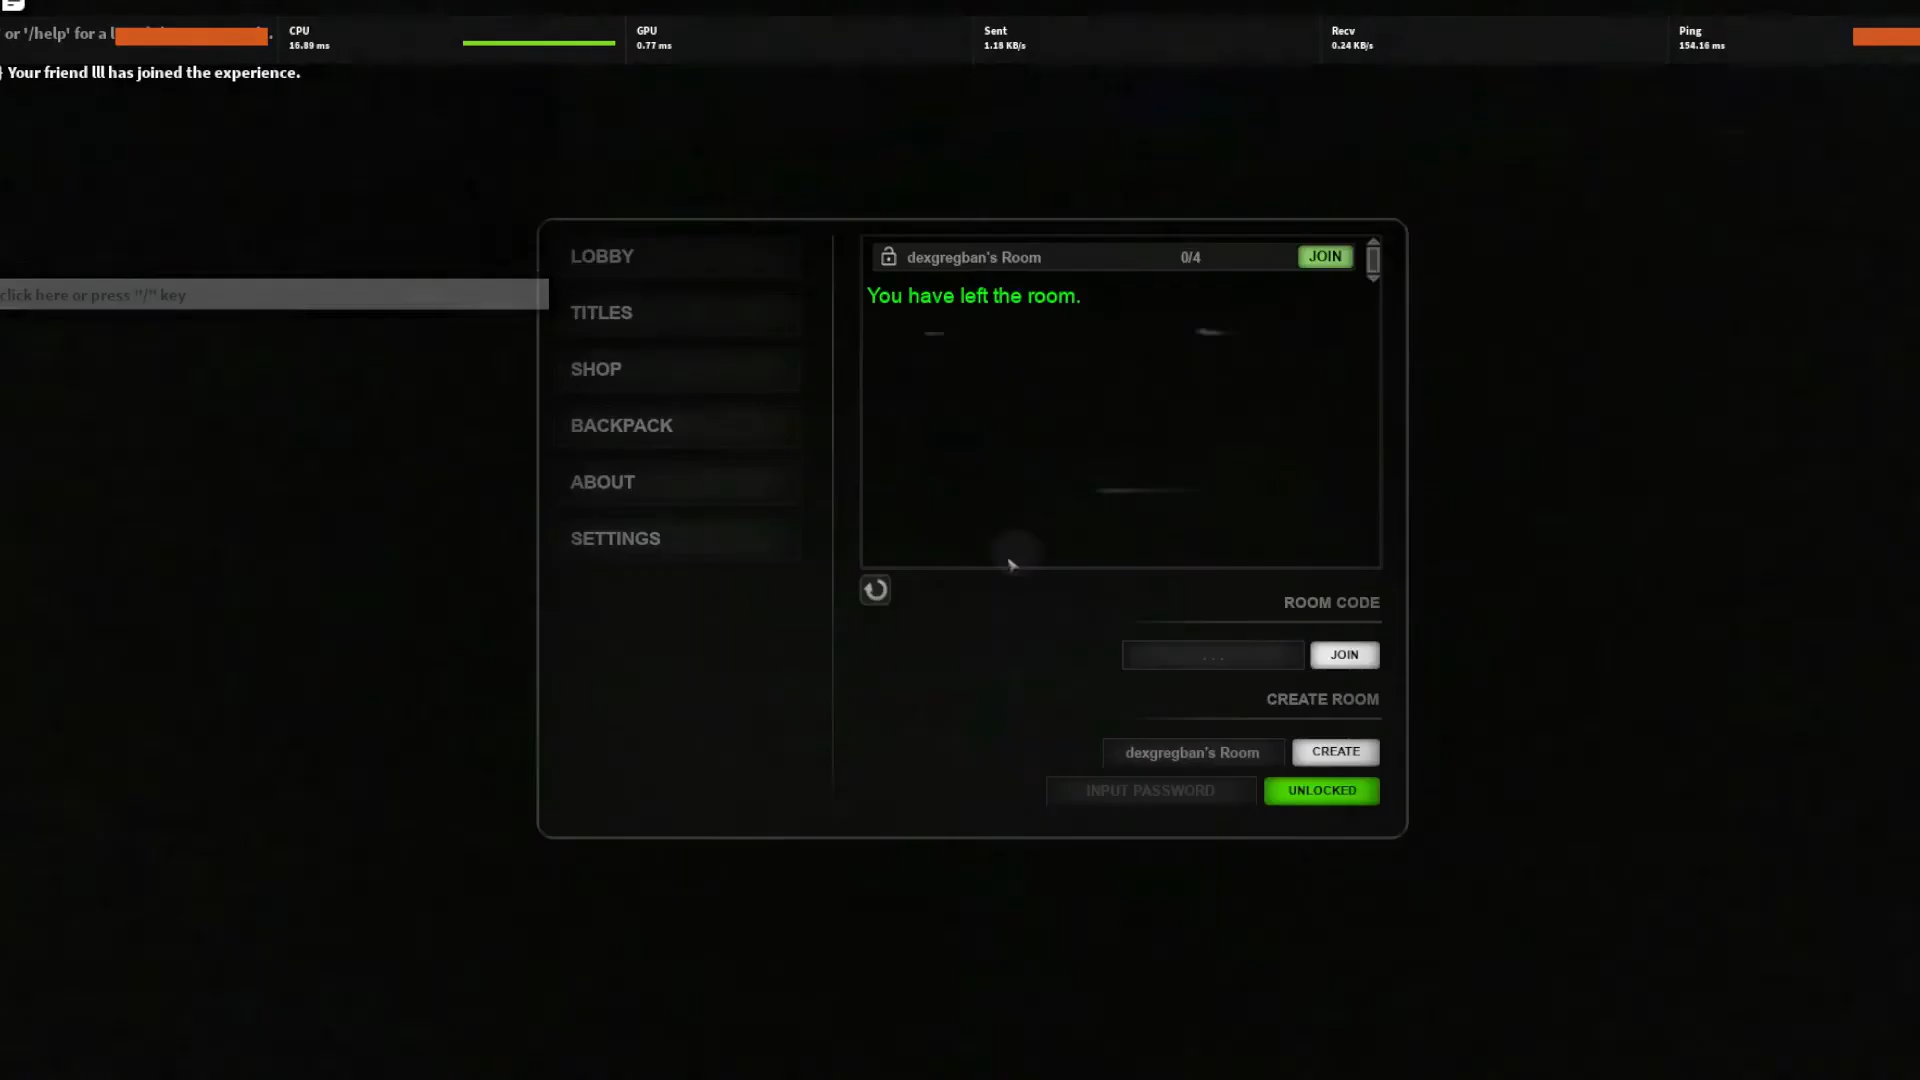 or '/help' for a
CPU
16.89 ms
GPU
0.77 ms
Sent
1.18 KB/s
Recv
0.24 KB/s
Ping
154.16 ms
Your friend lll has joined the experience.
click here or press "/" key
LOBBY
TITLES
SHOP
BACKPACK
ABOUT
SETTINGS
dexgregban's Room 0/4 JOIN
You have left the room.
ROOM CODE
. . . JOIN
CREATE ROOM
dexgregban's Room CREATE
INPUT PASSWORD UNLOCKED